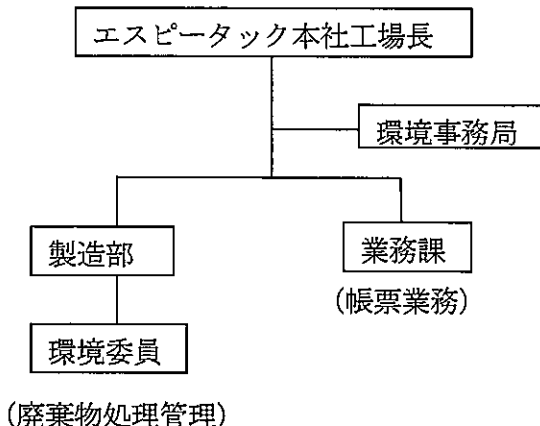 エスピータック本社工場長
環境事務局
製造部
業務課
(帳票業務)
環境委員
(廃棄物処理管理)